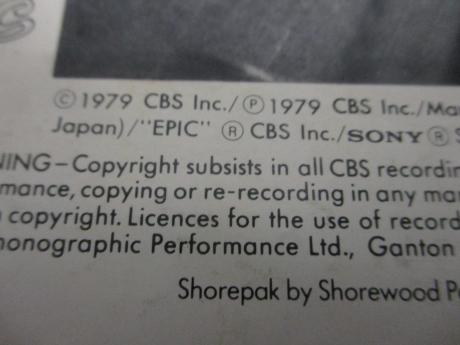 © 1979 CBS Inc./ ℗ 1979 CBS Inc./Ma
Japan)/"EPIC" ® CBS Inc./SONY ® S
NING – Copyright subsists in all CBS recordin
mance, copying or re-recording in any ma
copyright. Licences for the use of record
onographic Performance Ltd., Ganton
Shorepak by Shorewood P